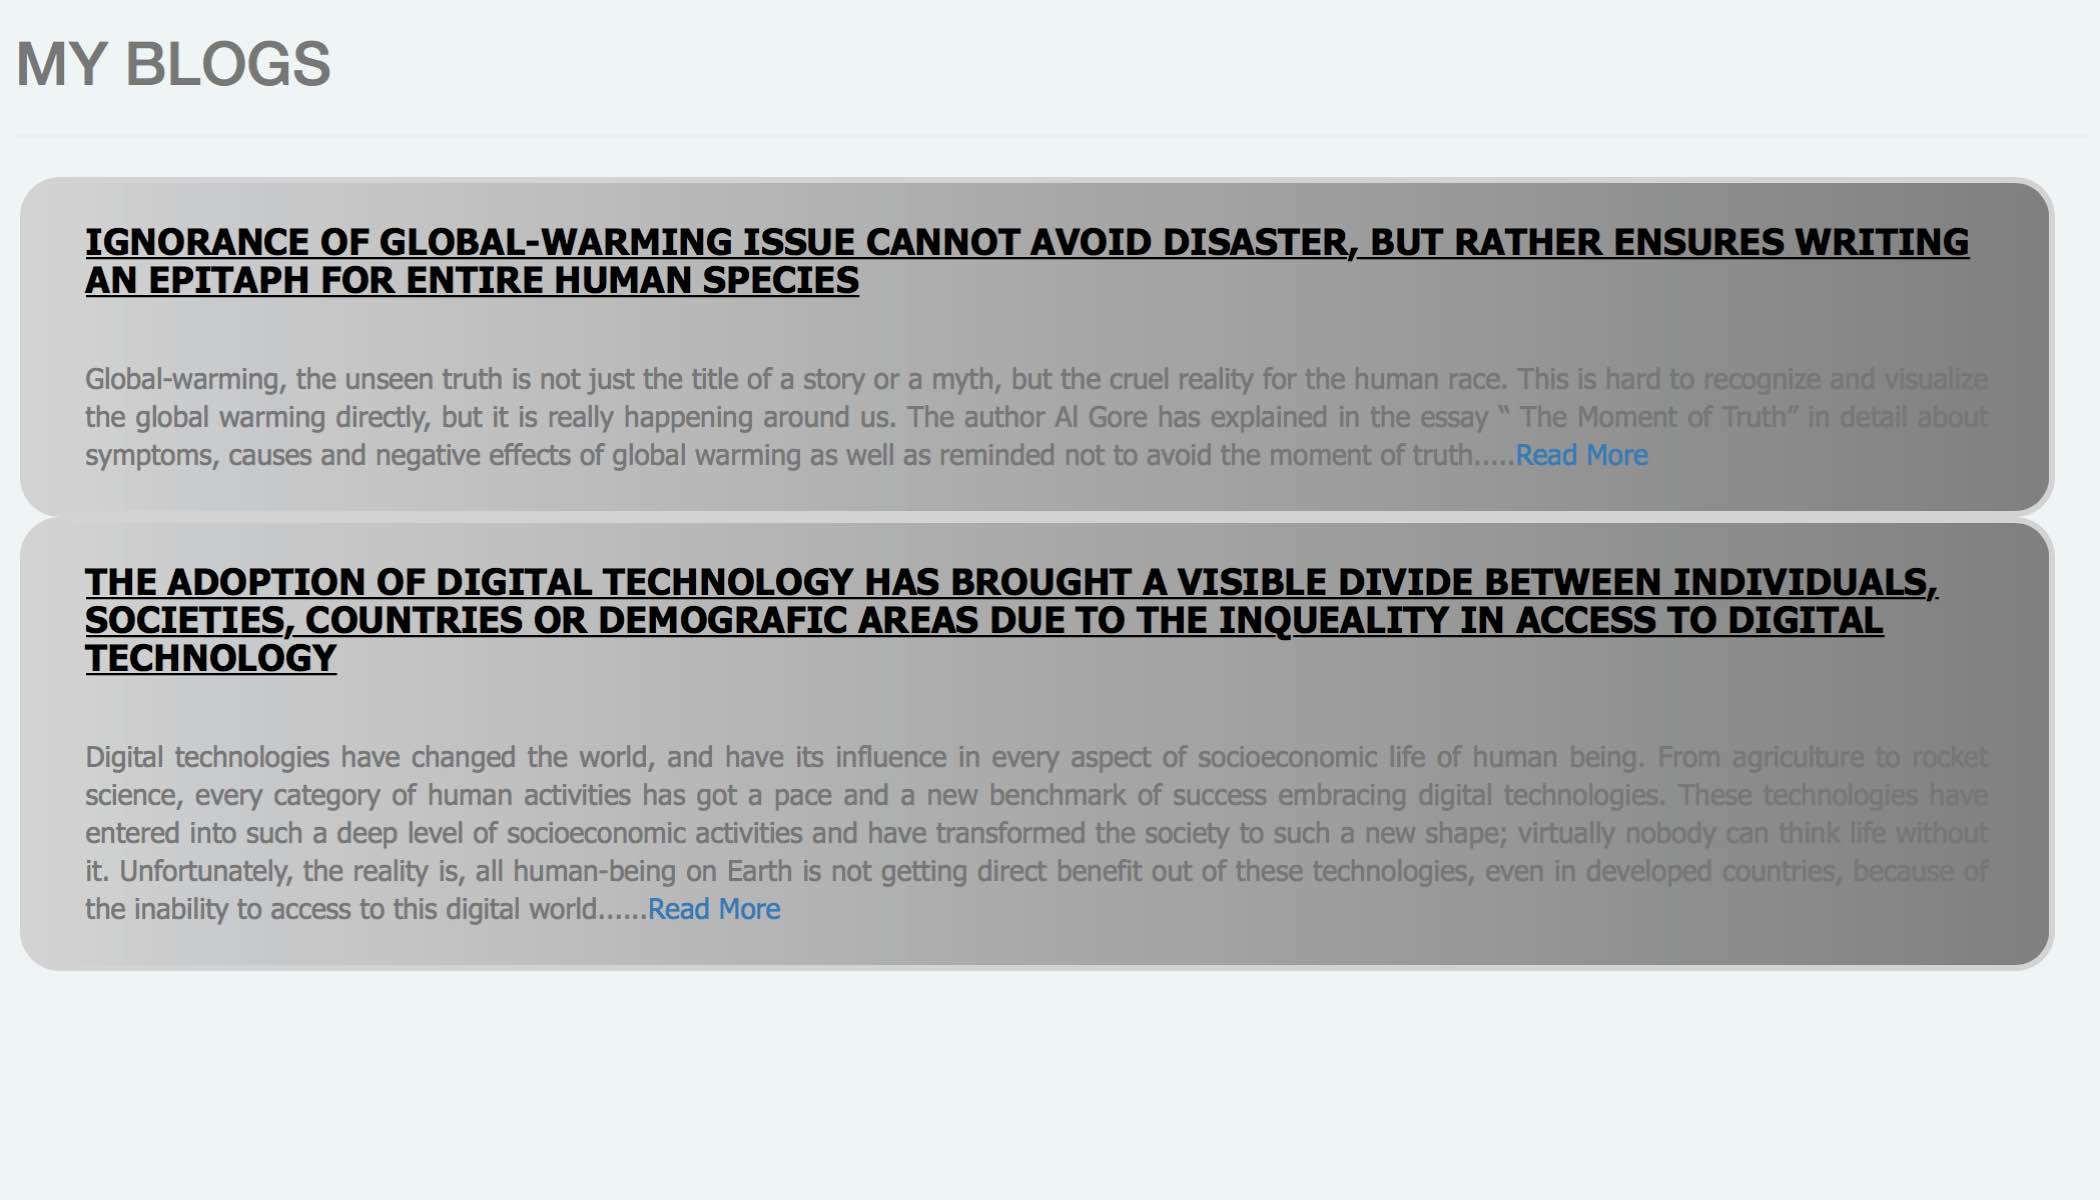 MY BLOGS
IGNORANCE OF GLOBAL-WARMING ISSUE CANNOT AVOID DISASTER, BUT RATHER ENSURES WRITING
AN EPITAPH FOR ENTIRE HUMAN SPECIES
Global-warming, the unseen truth is not just the title of a story or a myth, but the cruel reality for the human race. This is hard to recognize and visualize
the global warming directly, but it is really happening around us. The author Al Gore has explained in the essay “ The Moment of Truth” in detail about
symptoms, causes and negative effects of global warming as well as reminded not to avoid the moment of truth.....Read More
THE ADOPTION OF DIGITAL TECHNOLOGY HAS BROUGHT A VISIBLE DIVIDE BETWEEN INDIVIDUALS,
SOCIETIES, COUNTRIES OR DEMOGRAFIC AREAS DUE TO THE INQUEALITY IN ACCESS TO DIGITAL
TECHNOLOGY
Digital technologies have changed the world, and have its influence in every aspect of socioeconomic life of human being. From agriculture to rocket
science, every category of human activities has got a pace and a new benchmark of success embracing digital technologies. These technologies have
entered into such a deep level of socioeconomic activities and have transformed the society to such a new shape; virtually nobody can think life without
it. Unfortunately, the reality is, all human-being on Earth is not getting direct benefit out of these technologies, even in developed countries, because of
the inability to access to this digital world......Read More